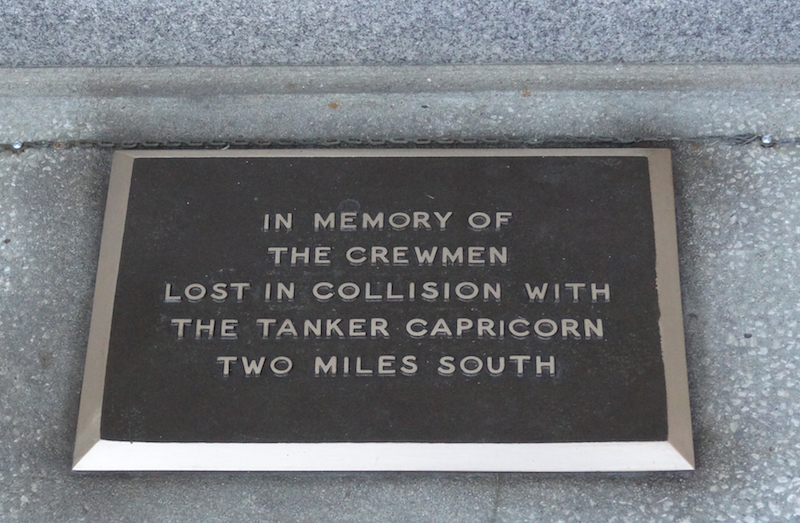 IN MEMORY OF
THE CREWMEN
LOST IN COLLISION WITH
THE TANKER CAPRICORN
TWO MILES SOUTH